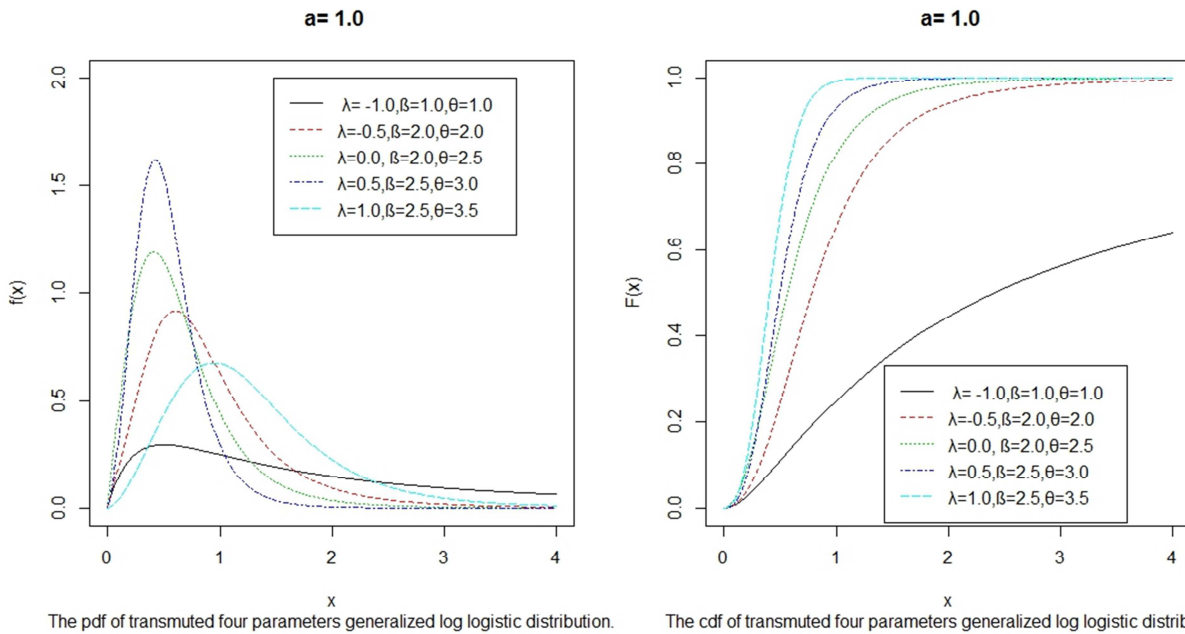 a= 1.0
f(x)
2.0
1.5
1.0
0.5
0.0
λ= -1.0,ß=1.0,θ=1.0
λ=-0.5,ß=2.0,θ=2.0
λ=0.0, ß=2.0,θ=2.5
λ=0.5,ß=2.5,θ=3.0
λ=1.0,ß=2.5,θ=3.5
0 1 2 3 4
x
The pdf of transmuted four parameters generalized log logistic distribution.
a= 1.0
F(x)
1.0
0.8
0.6
0.4
0.2
0.0
λ= -1.0,ß=1.0,θ=1.0
λ=-0.5,ß=2.0,θ=2.0
λ=0.0, ß=2.0,θ=2.5
λ=0.5,ß=2.5,θ=3.0
λ=1.0,ß=2.5,θ=3.5
0 1 2 3 4
x
The cdf of transmuted four parameters generalized log logistic distrib